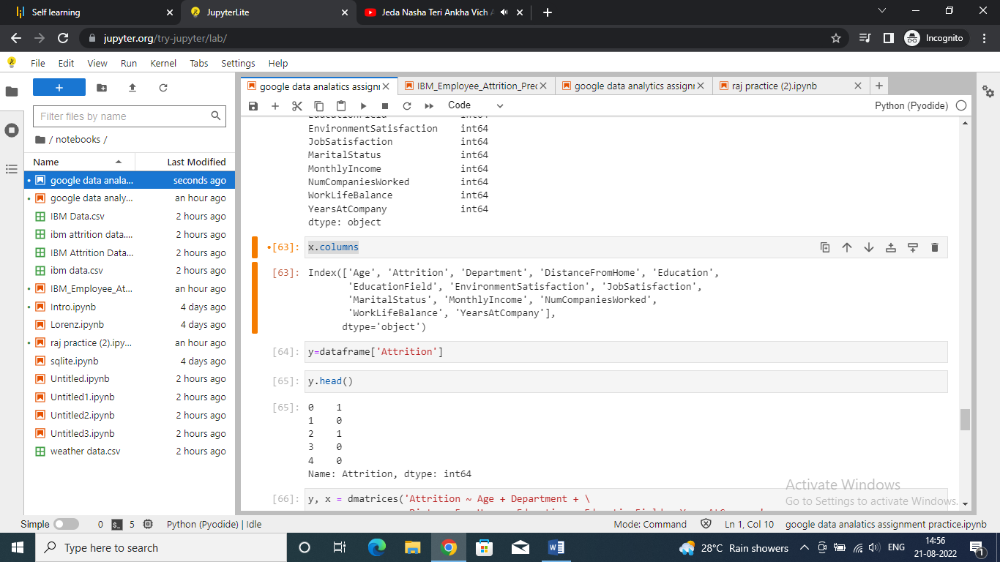 Self learning
JupyterLite
Jeda Nasha Teri Ankha Vich
jupyter.org/try-jupyter/lab/
Incognito
File Edit View Run Kernel Tabs Settings Help
google data analatics assign
IBM_Employee_Attrition_Prec
google data analytics assign
raj practice (2).ipynb
Filter files by name
Code
Python (Pyodide)
/ notebooks /
Name Last Modified
google data anala... seconds ago
google data analy... an hour ago
IBM Data.csv 2 hours ago
ibm attrition data.... 2 hours ago
IBM Attrition Data... 2 hours ago
ibm data.csv 2 hours ago
IBM_Employee_At... an hour ago
Intro.ipynb 4 days ago
Lorenz.ipynb 4 days ago
raj practice (2).ipy... an hour ago
sqlite.ipynb 4 days ago
Untitled.ipynb 2 hours ago
Untitled1.ipynb 2 hours ago
Untitled2.ipynb 2 hours ago
Untitled3.ipynb 2 hours ago
weather data.csv 2 hours ago
EnvironmentSatisfaction int64
JobSatisfaction int64
MaritalStatus int64
MonthlyIncome int64
NumCompaniesWorked int64
WorkLifeBalance int64
YearsAtCompany int64
dtype: object
[63]: x.columns
[63]: Index(['Age', 'Attrition', 'Department', 'DistanceFromHome', 'Education',
'EducationField', 'EnvironmentSatisfaction', 'JobSatisfaction',
'MaritalStatus', 'MonthlyIncome', 'NumCompaniesWorked',
'WorkLifeBalance', 'YearsAtCompany'],
dtype='object')
[64]: y=dataframe['Attrition']
[65]: y.head()
[65]: 0 1
1 0
2 1
3 0
4 0
Name: Attrition, dtype: int64
[66]: y, x = dmatrices('Attrition ~ Age + Department + \
Activate Windows
Go to Settings to activate Windows.
Simple 0 5 Python (Pyodide) | Idle
Mode: Command Ln 1, Col 10 google data analatics assignment practice.ipynb
Type here to search
28°C Rain showers
ENG
14:56
21-08-2022
1